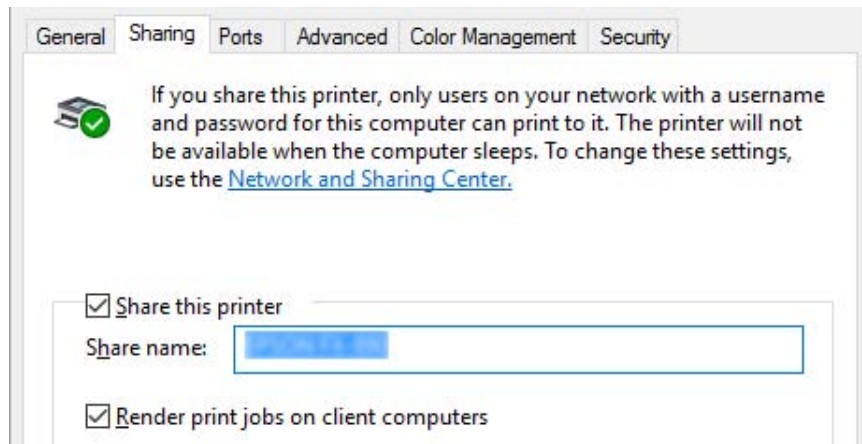 General Sharing Ports Advanced Color Management Security
If you share this printer, only users on your network with a username
and password for this computer can print to it. The printer will not
be available when the computer sleeps. To change these settings,
use the Network and Sharing Center.
Share this printer
Share name:
Render print jobs on client computers